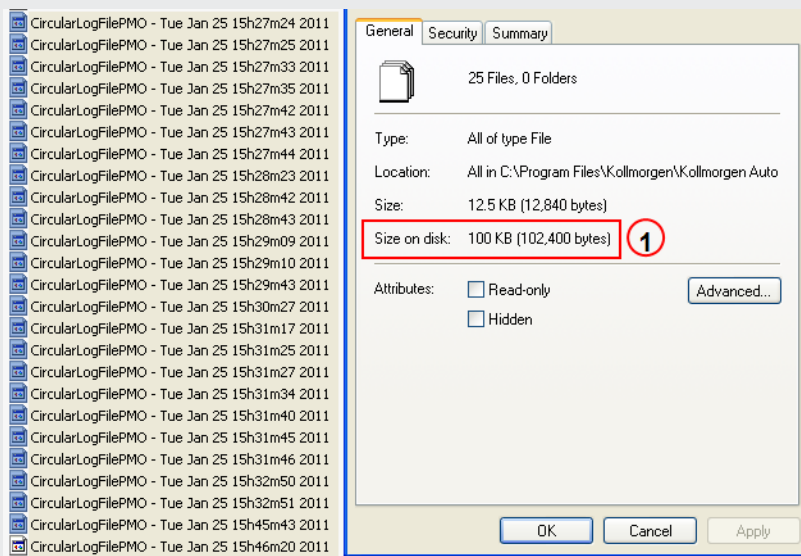 CircularLogFilePMO - Tue Jan 25 15h27m24 2011
CircularLogFilePMO - Tue Jan 25 15h27m25 2011
CircularLogFilePMO - Tue Jan 25 15h27m33 2011
CircularLogFilePMO - Tue Jan 25 15h27m35 2011
CircularLogFilePMO - Tue Jan 25 15h27m42 2011
CircularLogFilePMO - Tue Jan 25 15h27m43 2011
CircularLogFilePMO - Tue Jan 25 15h27m44 2011
CircularLogFilePMO - Tue Jan 25 15h28m23 2011
CircularLogFilePMO - Tue Jan 25 15h28m42 2011
CircularLogFilePMO - Tue Jan 25 15h28m43 2011
CircularLogFilePMO - Tue Jan 25 15h29m09 2011
CircularLogFilePMO - Tue Jan 25 15h29m10 2011
CircularLogFilePMO - Tue Jan 25 15h29m43 2011
CircularLogFilePMO - Tue Jan 25 15h30m27 2011
CircularLogFilePMO - Tue Jan 25 15h31m17 2011
CircularLogFilePMO - Tue Jan 25 15h31m25 2011
CircularLogFilePMO - Tue Jan 25 15h31m27 2011
CircularLogFilePMO - Tue Jan 25 15h31m34 2011
CircularLogFilePMO - Tue Jan 25 15h31m40 2011
CircularLogFilePMO - Tue Jan 25 15h31m45 2011
CircularLogFilePMO - Tue Jan 25 15h31m46 2011
CircularLogFilePMO - Tue Jan 25 15h32m50 2011
CircularLogFilePMO - Tue Jan 25 15h32m51 2011
CircularLogFilePMO - Tue Jan 25 15h45m43 2011
CircularLogFilePMO - Tue Jan 25 15h46m20 2011
General Security Summary
25 Files, 0 Folders
Type: All of type File
Location: All in C:\Program Files\Kollmorgen\Kollmorgen Auto
Size: 12.5 KB (12,840 bytes)
Size on disk: 100 KB (102,400 bytes) 1
Attributes: Read-only Advanced...
Hidden
OK Cancel Apply